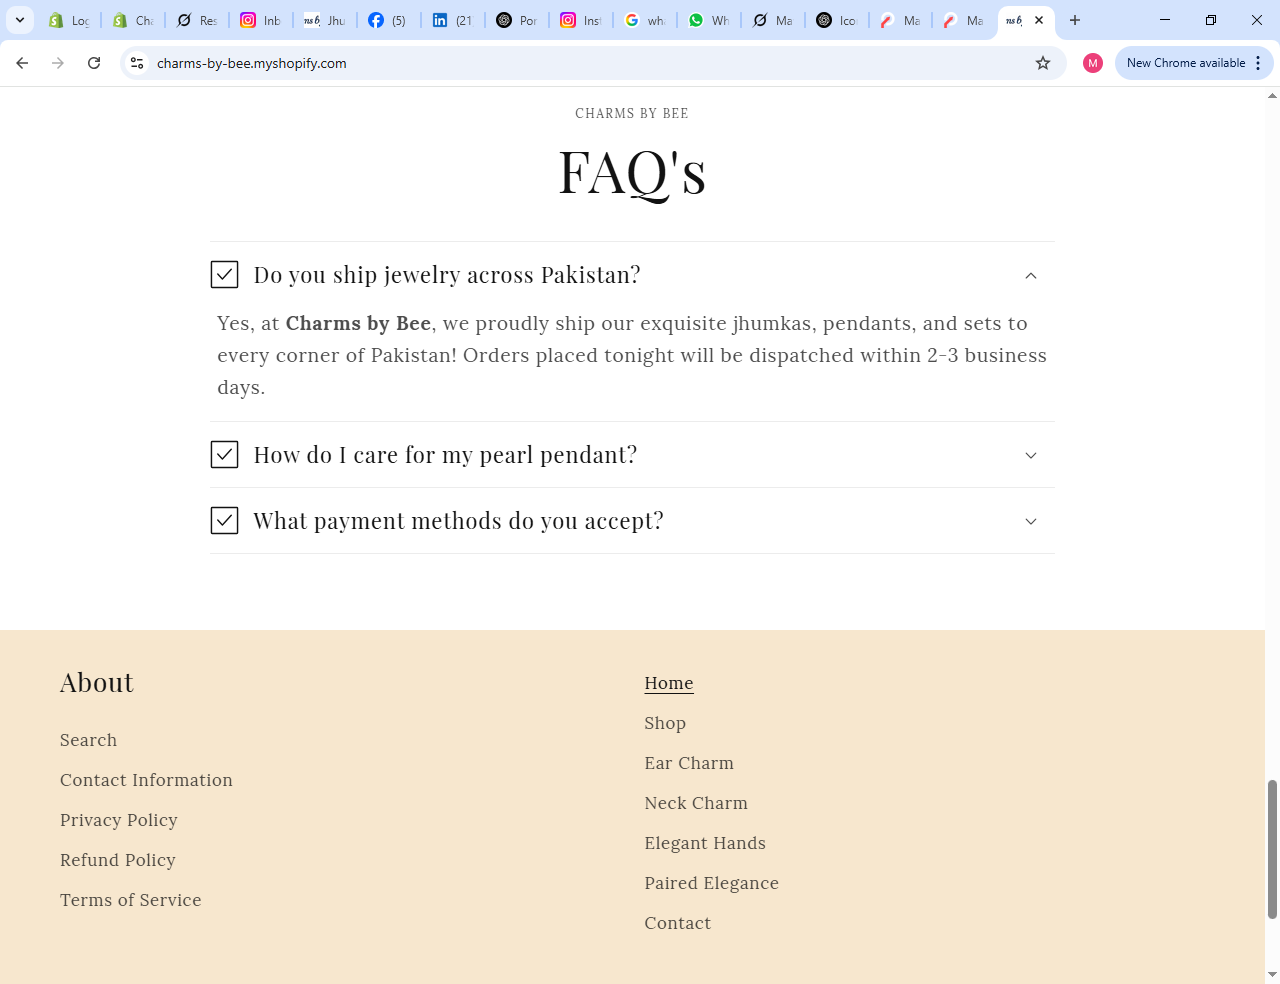 Log
Cha
Res
Inb
Jhu
(5)
(21
Por
Inst
wha
Wh
Ma
Ico
Ma
Ma
charms-by-bee.myshopify.com
M
New Chrome available
CHARMS BY BEE
FAQ's
Do you ship jewelry across Pakistan?
Yes, at Charms by Bee, we proudly ship our exquisite jhumkas, pendants, and sets to
every corner of Pakistan! Orders placed tonight will be dispatched within 2-3 business
days.
How do I care for my pearl pendant?
What payment methods do you accept?
About
Search
Contact Information
Privacy Policy
Refund Policy
Terms of Service
Home
Shop
Ear Charm
Neck Charm
Elegant Hands
Paired Elegance
Contact